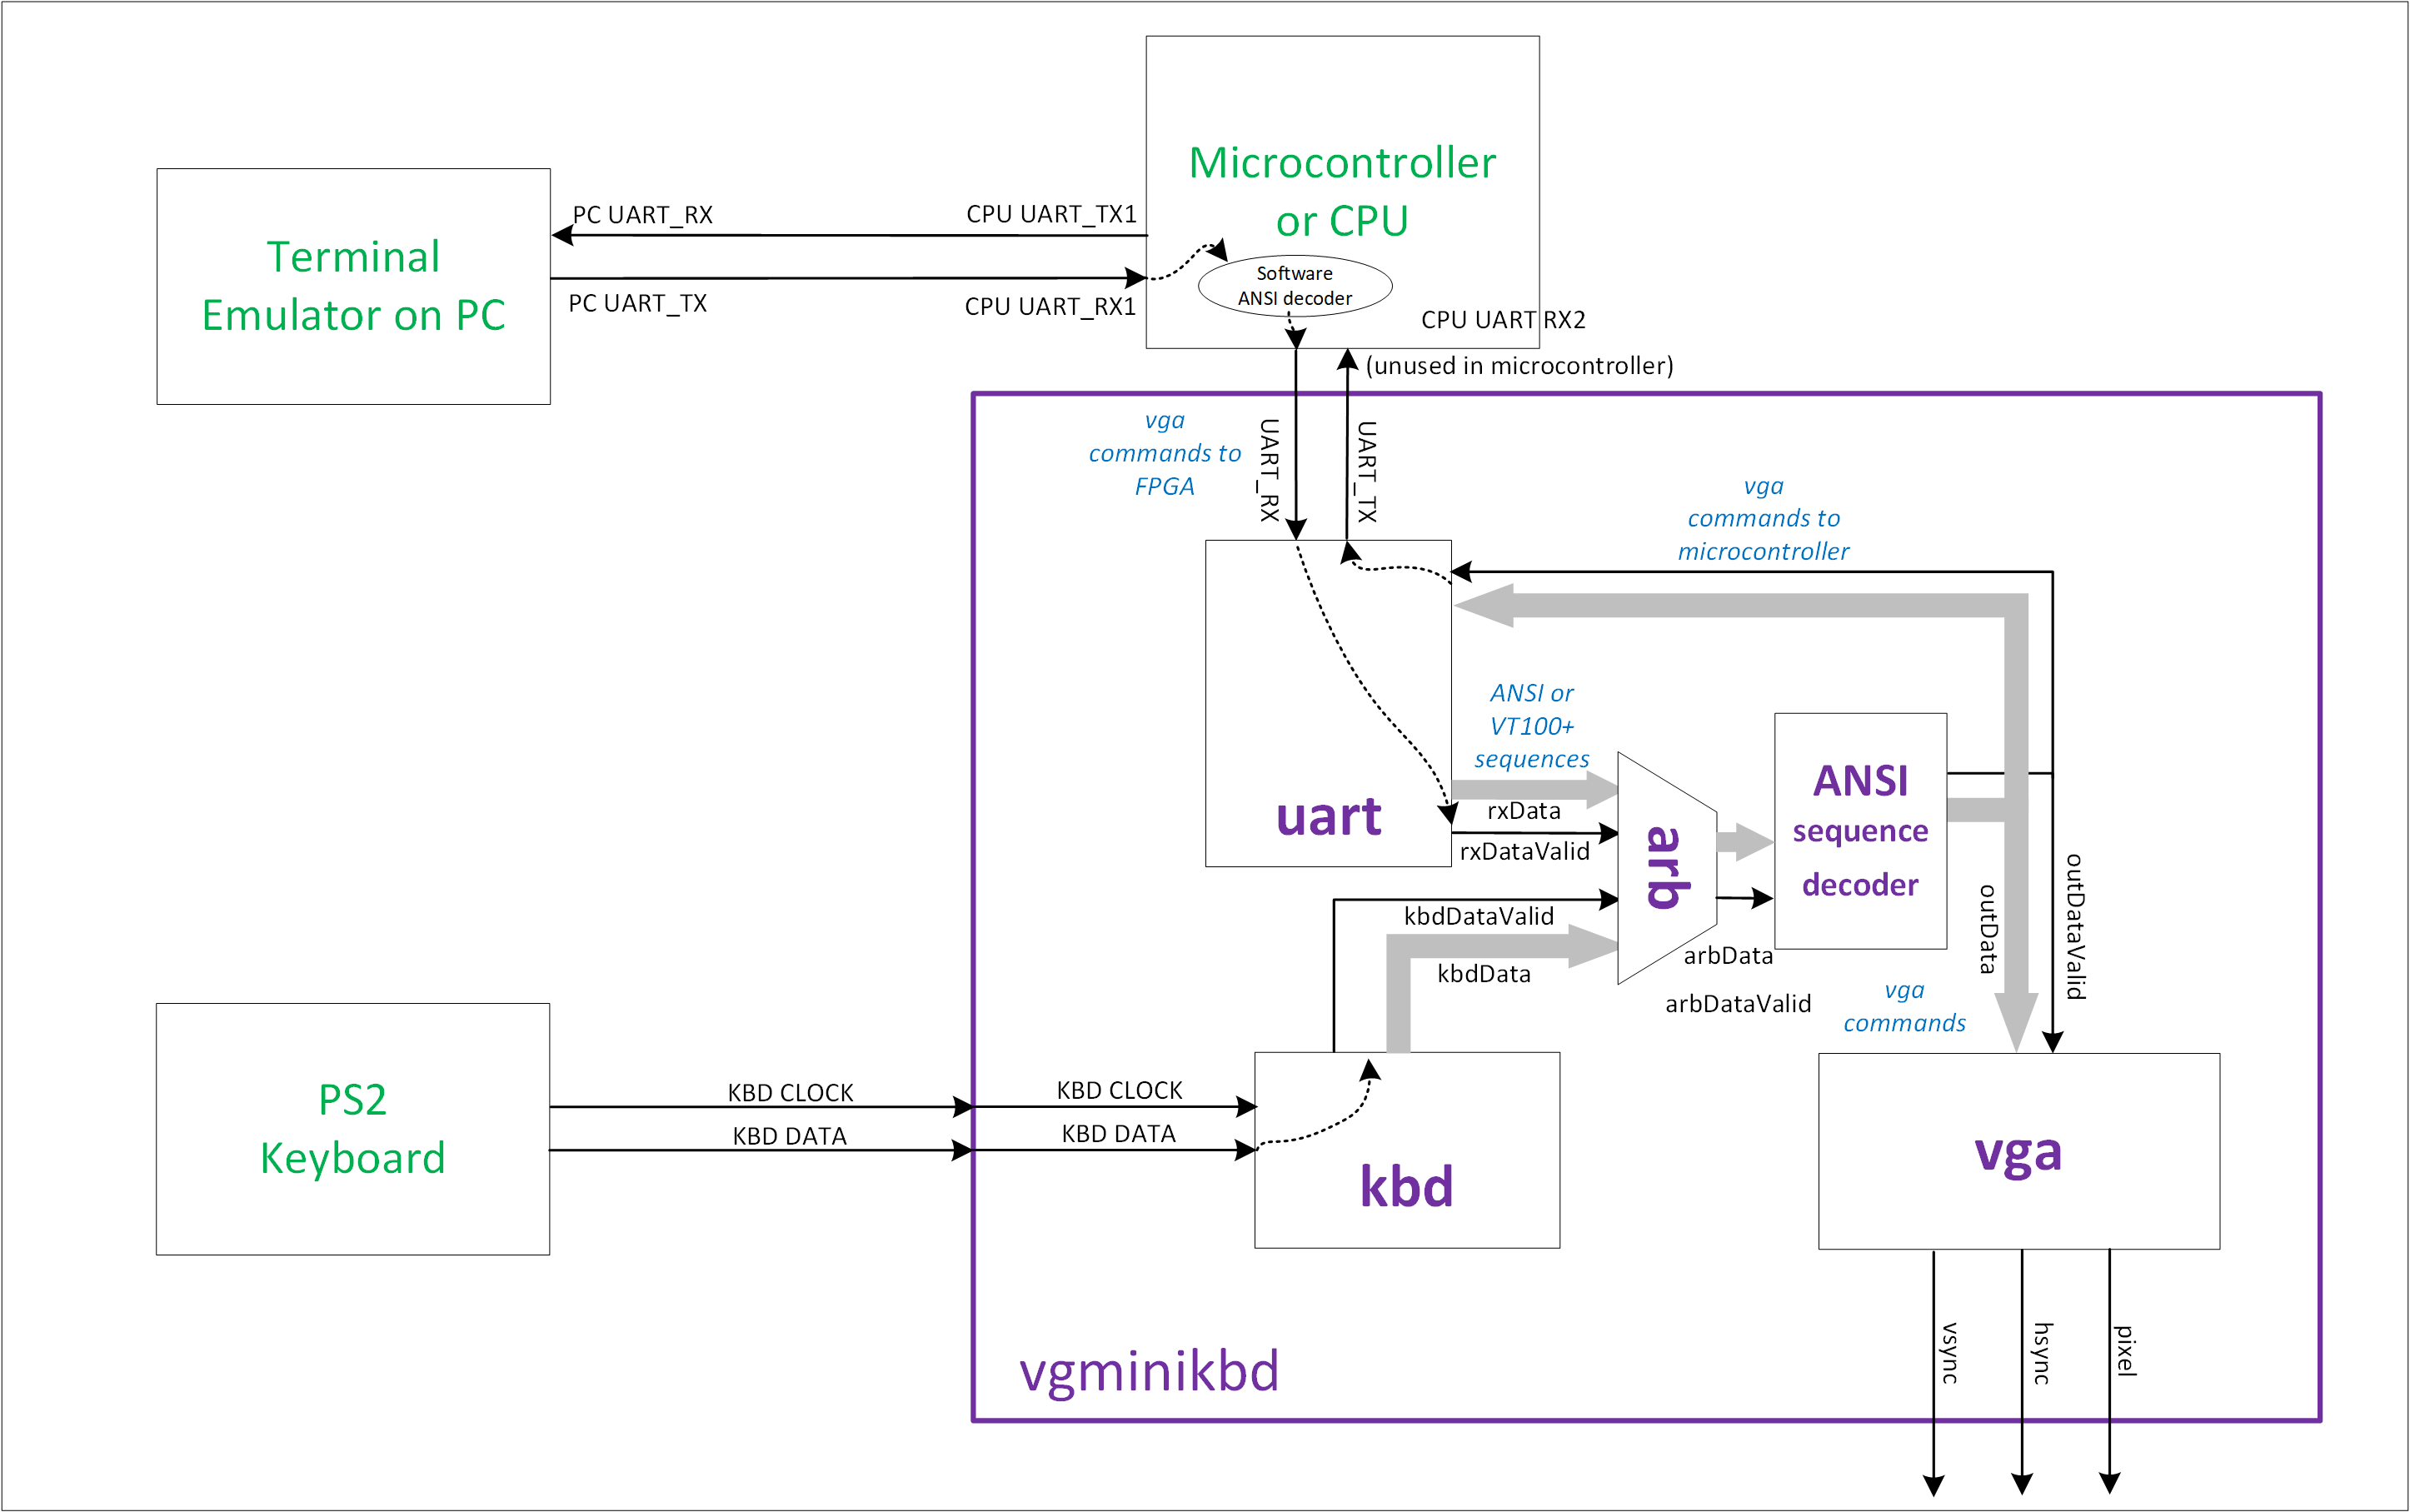 Microcontroller
or CPU
Terminal
Emulator on PC
PC UART_RX
CPU UART_TX1
PC UART_TX
CPU UART_RX1
Software
ANSI decoder
CPU UART RX2
(unused in microcontroller)
vga
commands to
FPGA
UART_RX
UART_TX
vga
commands to
microcontroller
ANSI or
VT100+
sequences
uart
rxData
rxDataValid
arb
ANSI
sequence
decoder
kbdDataValid
kbdData
arbData
arbDataValid
outData
outDataValid
vga
commands
PS2
Keyboard
KBD CLOCK
KBD DATA
KBD CLOCK
KBD DATA
kbd
vga
vsync
hsync
pixel
vgminikbd